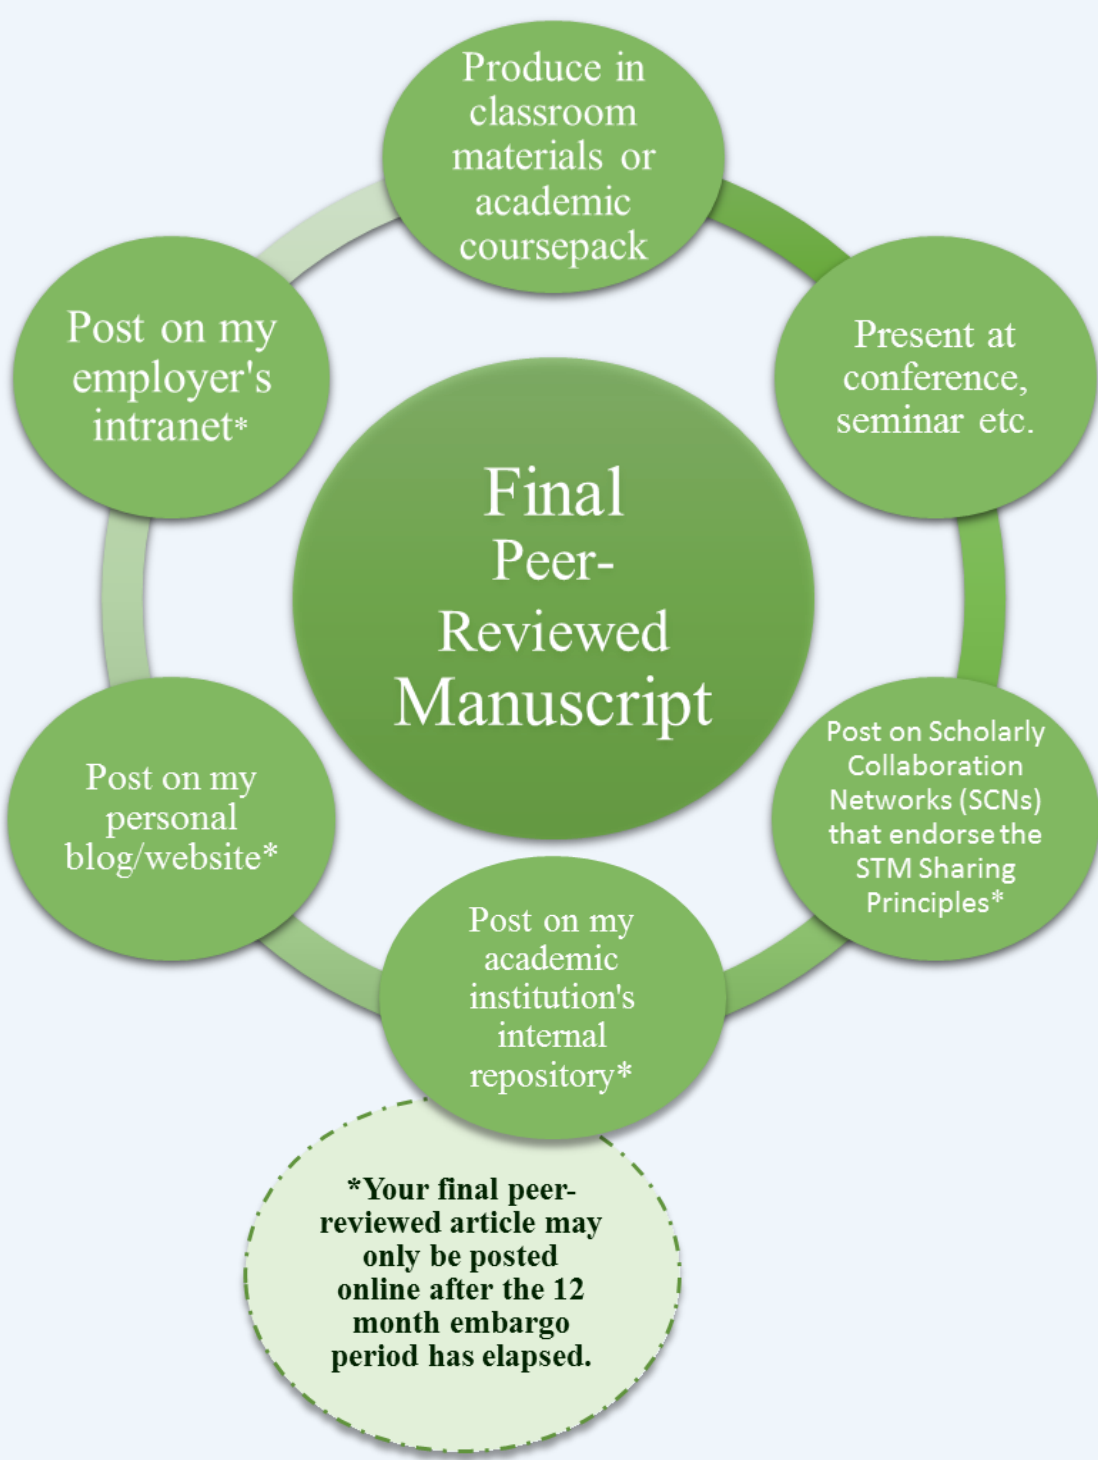 Produce in
classroom
materials or
academic
coursepack
Present at
conference,
seminar etc.
Post on Scholarly
Collaboration
Networks (SCNs)
that endorse the
STM Sharing
Principles*
Post on my
academic
institution's
internal
repository*
Post on my
personal
blog/website*
Post on my
employer's
intranet*
Final
Peer-
Reviewed
Manuscript
*Your final peer-
reviewed article may
only be posted
online after the 12
month embargo
period has elapsed.